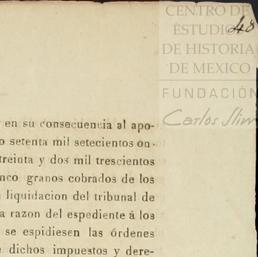 CENTRO DE
ESTUDIOS
DE HISTORIA
DE MEXICO
FUNDACIÓN
Carlos Slim
48
en su consecuencia al apo-
o setenta mil setecientos on-
treinta y dos mil trescientos
nco granos cobrados de los
liquidacion del tribunal de
a razon del espediente á los
se espidiesen las órdenes
e dichos impuestos y dere-